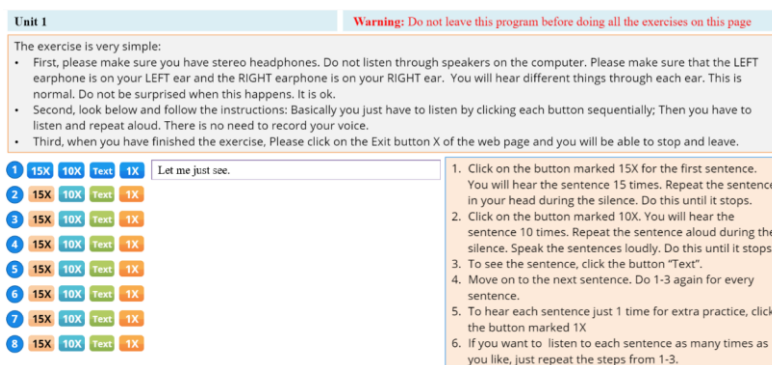 Unit 1
Warning: Do not leave this program before doing all the exercises on this page
The exercise is very simple:
• First, please make sure you have stereo headphones. Do not listen through speakers on the computer. Please make sure that the LEFT
earphone is on your LEFT ear and the RIGHT earphone is on your RIGHT ear. You will hear different things through each ear. This is
normal. Do not be surprised when this happens. It is ok.
• Second, look below and follow the instructions: Basically you just have to listen by clicking each button sequentially; Then you have to
listen and repeat aloud. There is no need to record your voice.
• Third, when you have finished the exercise, Please click on the Exit button X of the web page and you will be able to stop and leave.
1 15X 10X Text 1X Let me just see.
2 15X 10X Text 1X
3 15X 10X Text 1X
4 15X 10X Text 1X
5 15X 10X Text 1X
6 15X 10X Text 1X
7 15X 10X Text 1X
8 15X 10X Text 1X
1. Click on the button marked 15X for the first sentence.
You will hear the sentence 15 times. Repeat the sentence
in your head during the silence. Do this until it stops.
2. Click on the button marked 10X. You will hear the
sentence 10 times. Repeat the sentence aloud during the
silence. Speak the sentences loudly. Do this until it stops
3. To see the sentence, click the button "Text".
4. Move on to the next sentence. Do 1-3 again for every
sentence.
5. To hear each sentence just 1 time for extra practice, click
the button marked 1X
6. If you want to listen to each sentence as many times as
you like, just repeat the steps from 1-3.